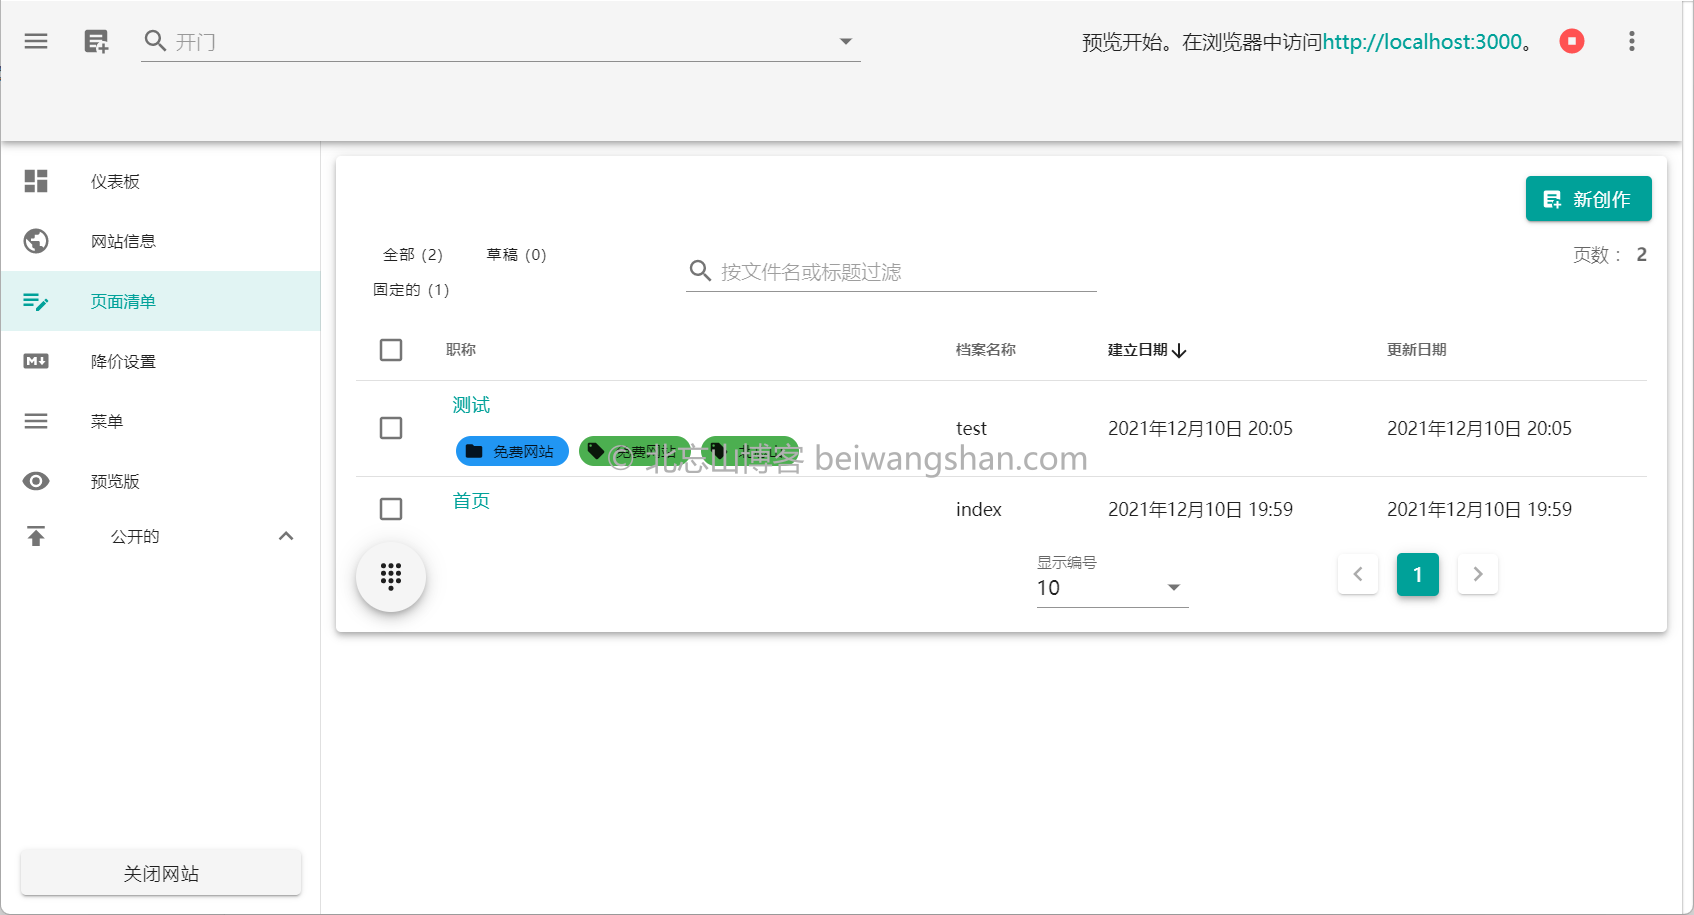 开门
预览开始。在浏览器中访问http://localhost:3000。
仪表板
网站信息
页面清单
降价设置
菜单
预览版
公开的
关闭网站
新创作
全部 (2) 草稿 (0)
固定的 (1)
按文件名或标题过滤
页数： 2
职称 档案名称 建立日期 更新日期
测试
test 2021年12月10日 20:05 2021年12月10日 20:05
免费网站 免费网站
© 北忘山博客 beiwangshan.com
首页
index 2021年12月10日 19:59 2021年12月10日 19:59
显示编号
10
1